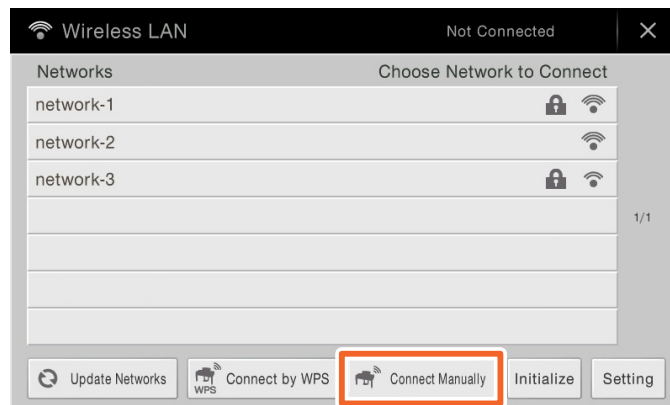 Wireless LAN Not Connected
Networks Choose Network to Connect
network-1
network-2
network-3
1/1
Update Networks WPS Connect by WPS Connect Manually Initialize Setting